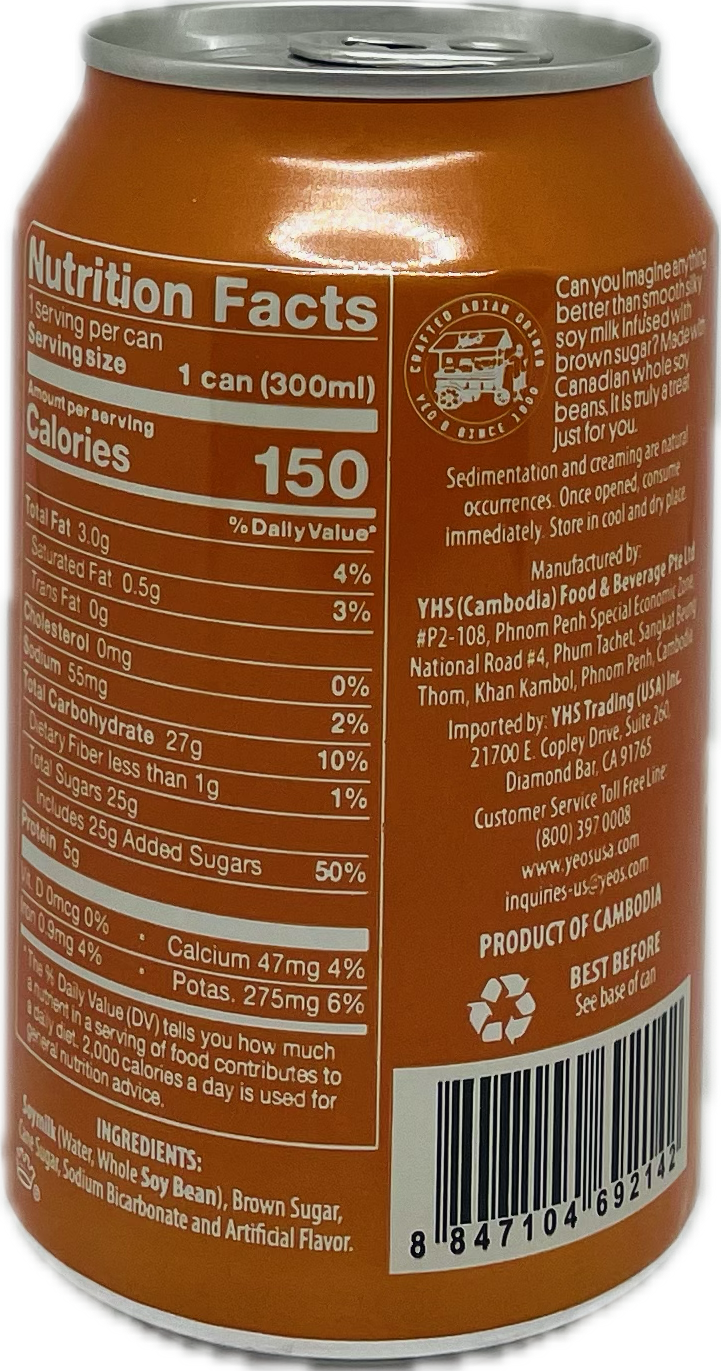 Nutrition Facts
1 serving per can
Serving size 1 can (300ml)
Amount per serving
Calories 150
% Daily Value*
Total Fat 3.0g 4%
Saturated Fat 0.5g 3%
Trans Fat 0g
Cholesterol 0mg 0%
Sodium 55mg 2%
Total Carbohydrate 27g 10%
Dietary Fiber less than 1g 1%
Total Sugars 25g
Includes 25g Added Sugars 50%
Protein 5g
Vit. D 0mcg 0% • Calcium 47mg 4%
Iron 0.9mg 4% • Potas. 275mg 6%
*The % Daily Value (DV) tells you how much
a nutrient in a serving of food contributes to
a daily diet. 2,000 calories a day is used for
general nutrition advice.
INGREDIENTS:
Soymilk (Water, Whole Soy Bean), Brown Sugar,
Cane Sugar, Sodium Bicarbonate and Artificial Flavor.
CRAFTED ASIAN DRINKS
YEO'S SINCE 1900
Can you Imagine anything
better than smooth silky
soy milk Infused with
brown sugar? Made with
Canadian whole soy
beans, It Is truly a treat
Just for you.
Sedimentation and creaming are natural
occurrences. Once opened, consume
immediately. Store in cool and dry place.
Manufactured by:
YHS (Cambodia) Food & Beverage Pte Ltd
#P2-108, Phnom Penh Special Economic Zone,
National Road #4, Phum Tachet, Sangkat Beung
Thom, Khan Kambol, Phnom Penh, Cambodia
Imported by: YHS Trading (USA) Inc.
21700 E. Copley Drive, Suite 260,
Diamond Bar, CA 91765
Customer Service Toll Free Line:
(800) 397 0008
www.yeosusa.com
inquiries-us@yeos.com
PRODUCT OF CAMBODIA
BEST BEFORE
See base of can
8 847104 692142